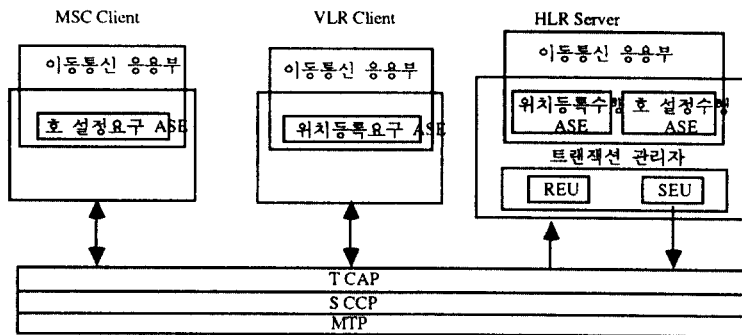 MSC Client
VLR Client
HLR Server
이동통신 응용부
이동통신 응용부
이동통신 응용부
호 설정요구 ASE
위치등록요구 ASE
위치등록수행
ASE
호 설정수행
ASE
트랜잭션 관리자
REU
SEU
T CAP
S CCP
MTP